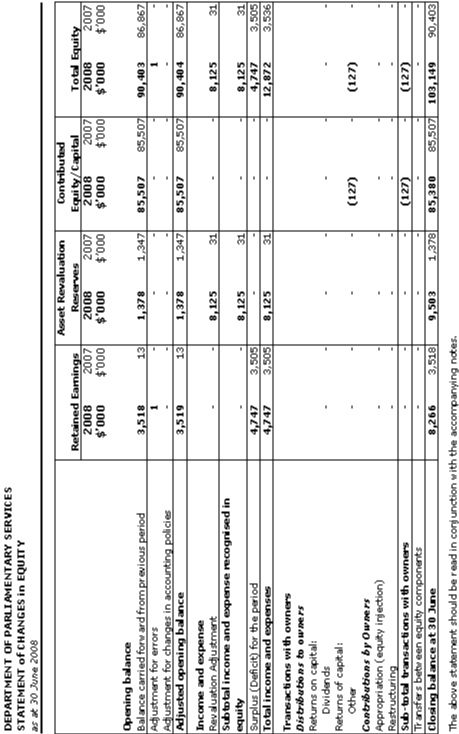 DEPARTMENT OF PARLIAMENTARY SERVICES
STATEMENT of CHANGES in EQUITY
as at 30 June 2008
Retained Earnings Asset Revaluation Reserves Contributed Equity/Capital Total Equity
2008 2007 2008 2007 2008 2007 2008 2007
$'000 $'000 $'000 $'000 $'000 $'000 $'000 $'000
Opening balance
Balance carried forward from previous period 3,518 13 1,378 1,347 85,507 85,507 90,403 86,867
Adjustment for errors 1 - - - - - 1 -
Adjustment for changes in accounting policies - - - - - - - -
Adjusted opening balance 3,519 13 1,378 1,347 85,507 85,507 90,404 86,867
Income and expense
Revaluation Adjustment - - 8,125 31 - - 8,125 31
Subtotal income and expense recognised in
equity - - 8,125 31 - - 8,125 31
Surplus (Deficit) for the period 4,747 3,505 - - - - 4,747 3,505
Total income and expenses 4,747 3,505 8,125 31 - - 12,872 3,536
Transactions with owners
Distributions to owners
Returns on capital:
Dividends - - - - - - - -
Returns of capital:
Other - - - - (127) - (127) -
Contributions by Owners
Appropriation (equity injection) - - - - - - - -
Restructuring - - - - - - - -
Sub-total transactions with owners - - - - (127) - (127) -
Transfers between equity components - - - - - - - -
Closing balance at 30 June 8,266 3,518 9,503 1,378 85,380 85,507 103,149 90,403
The above statement should be read in conjunction with the accompanying notes.